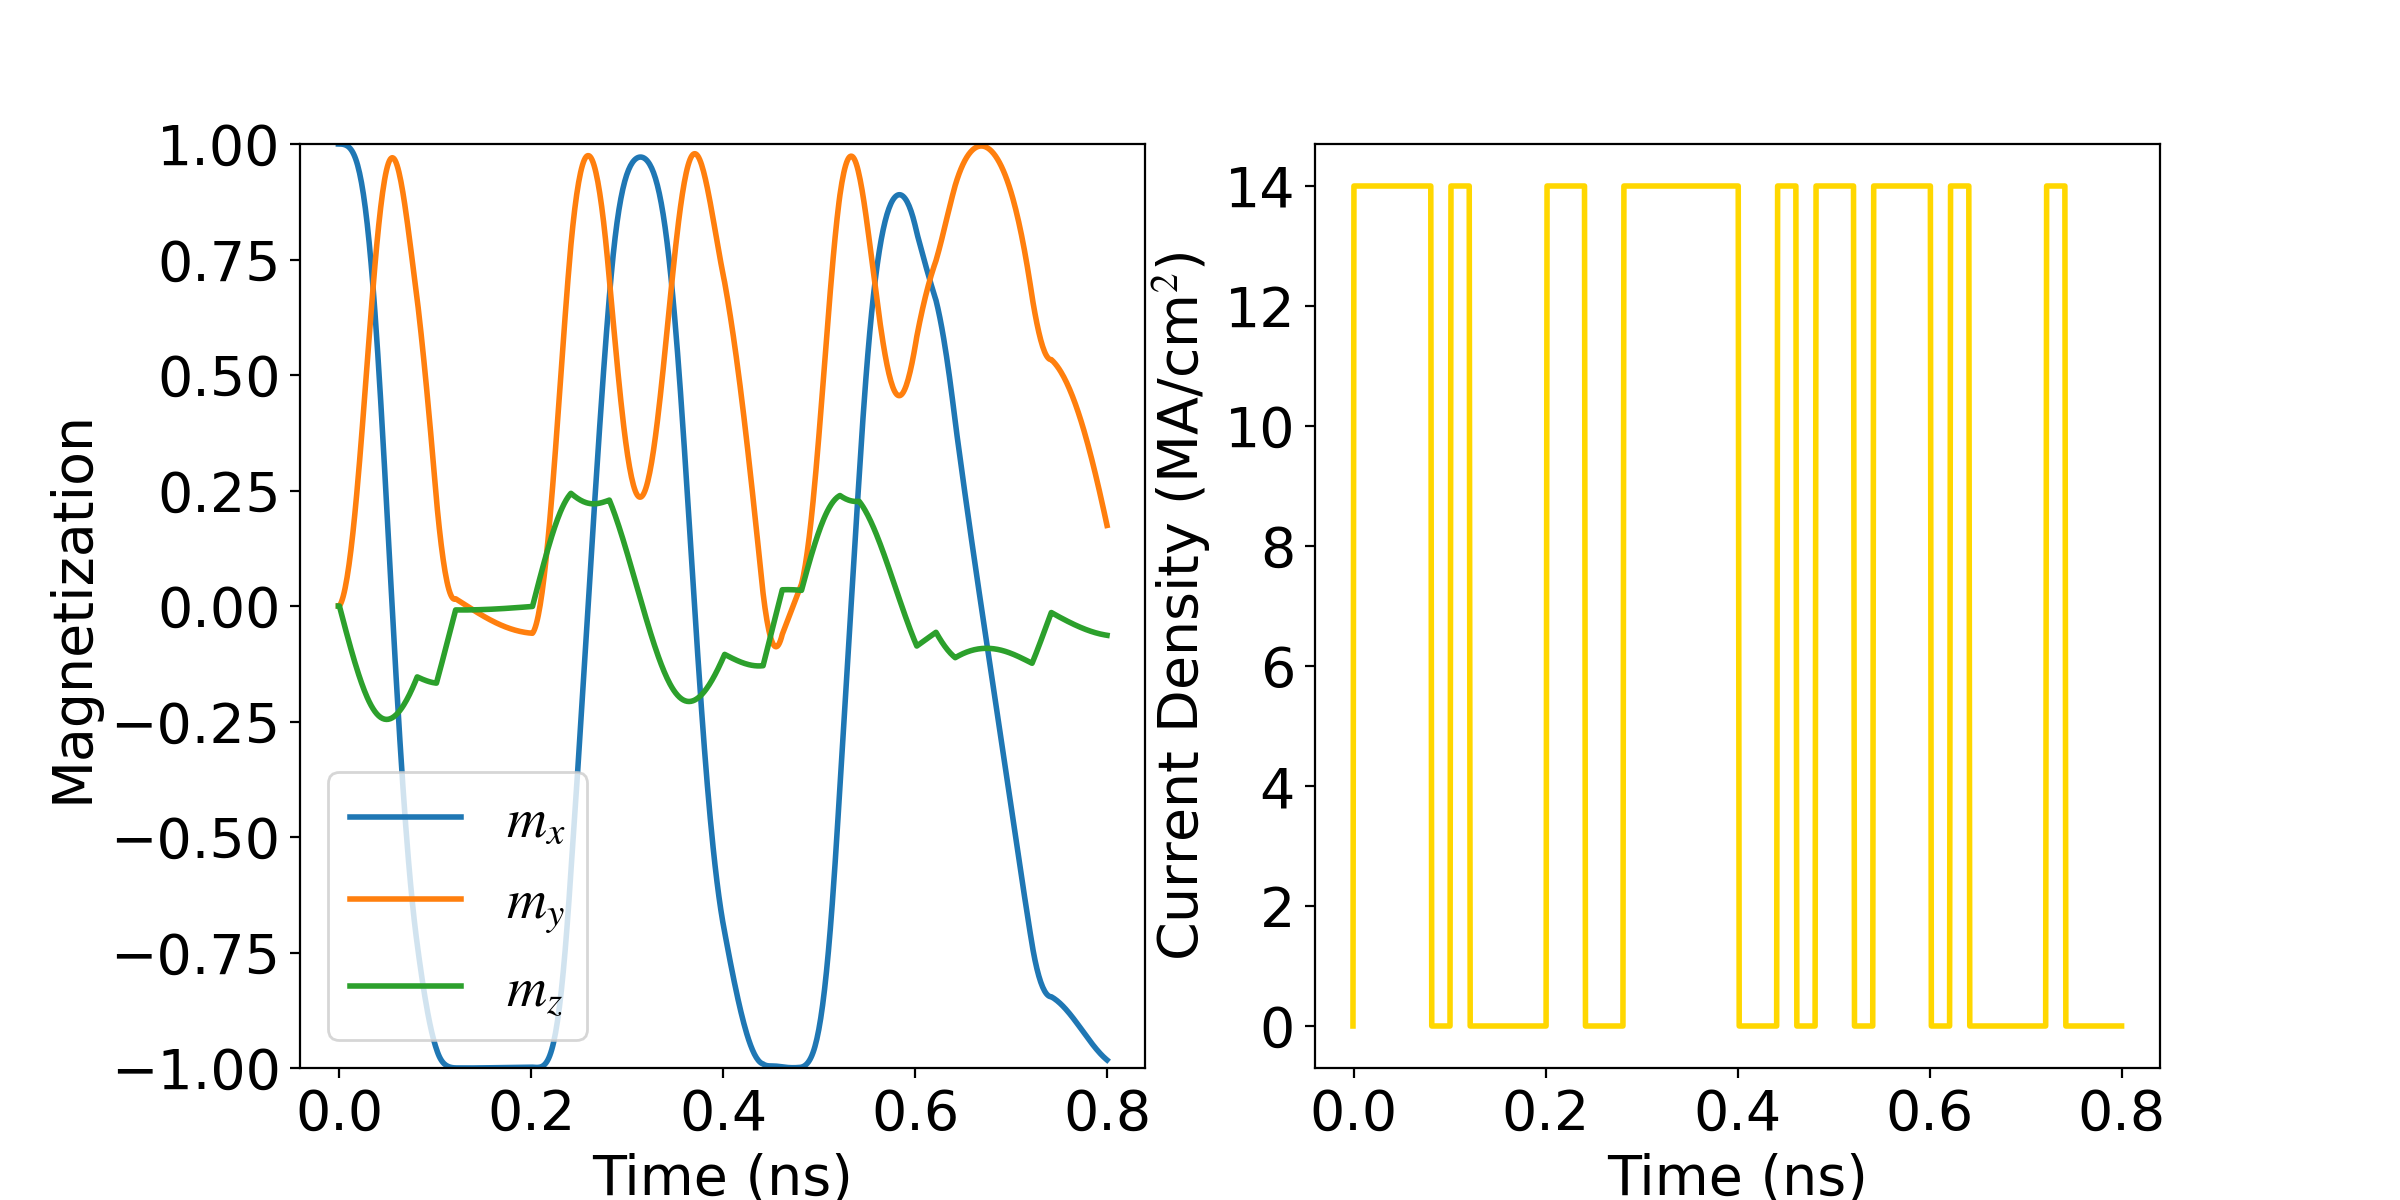 1.00
0.75
0.50
0.25
0.00
−0.25
−0.50
−0.75
−1.00
Magnetization
m_x
m_y
m_z
0.0 0.2 0.4 0.6 0.8
Time (ns)
14
12
10
8
6
4
2
0
Current Density (MA/cm²)
0.0 0.2 0.4 0.6 0.8
Time (ns)